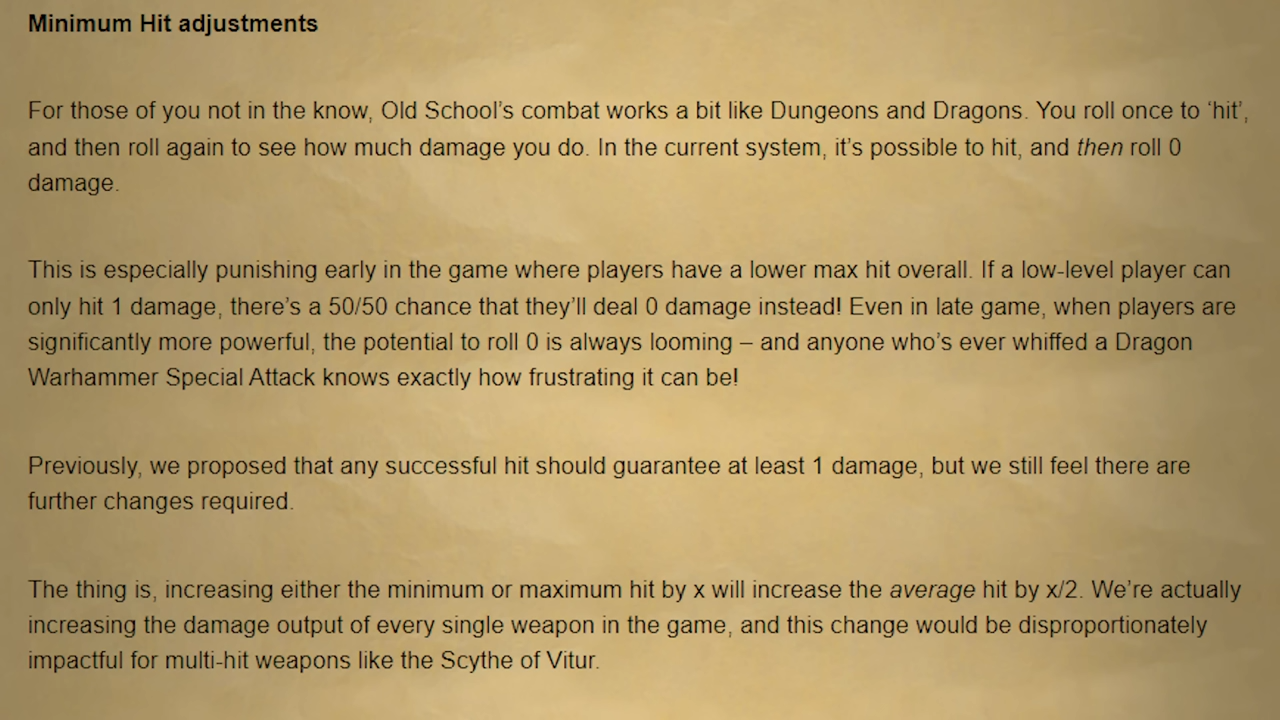 Minimum Hit adjustments
For those of you not in the know, Old School’s combat works a bit like Dungeons and Dragons. You roll once to ‘hit’,
and then roll again to see how much damage you do. In the current system, it’s possible to hit, and then roll 0
damage.
This is especially punishing early in the game where players have a lower max hit overall. If a low-level player can
only hit 1 damage, there’s a 50/50 chance that they’ll deal 0 damage instead! Even in late game, when players are
significantly more powerful, the potential to roll 0 is always looming – and anyone who’s ever whiffed a Dragon
Warhammer Special Attack knows exactly how frustrating it can be!
Previously, we proposed that any successful hit should guarantee at least 1 damage, but we still feel there are
further changes required.
The thing is, increasing either the minimum or maximum hit by x will increase the average hit by x/2. We’re actually
increasing the damage output of every single weapon in the game, and this change would be disproportionately
impactful for multi-hit weapons like the Scythe of Vitur.